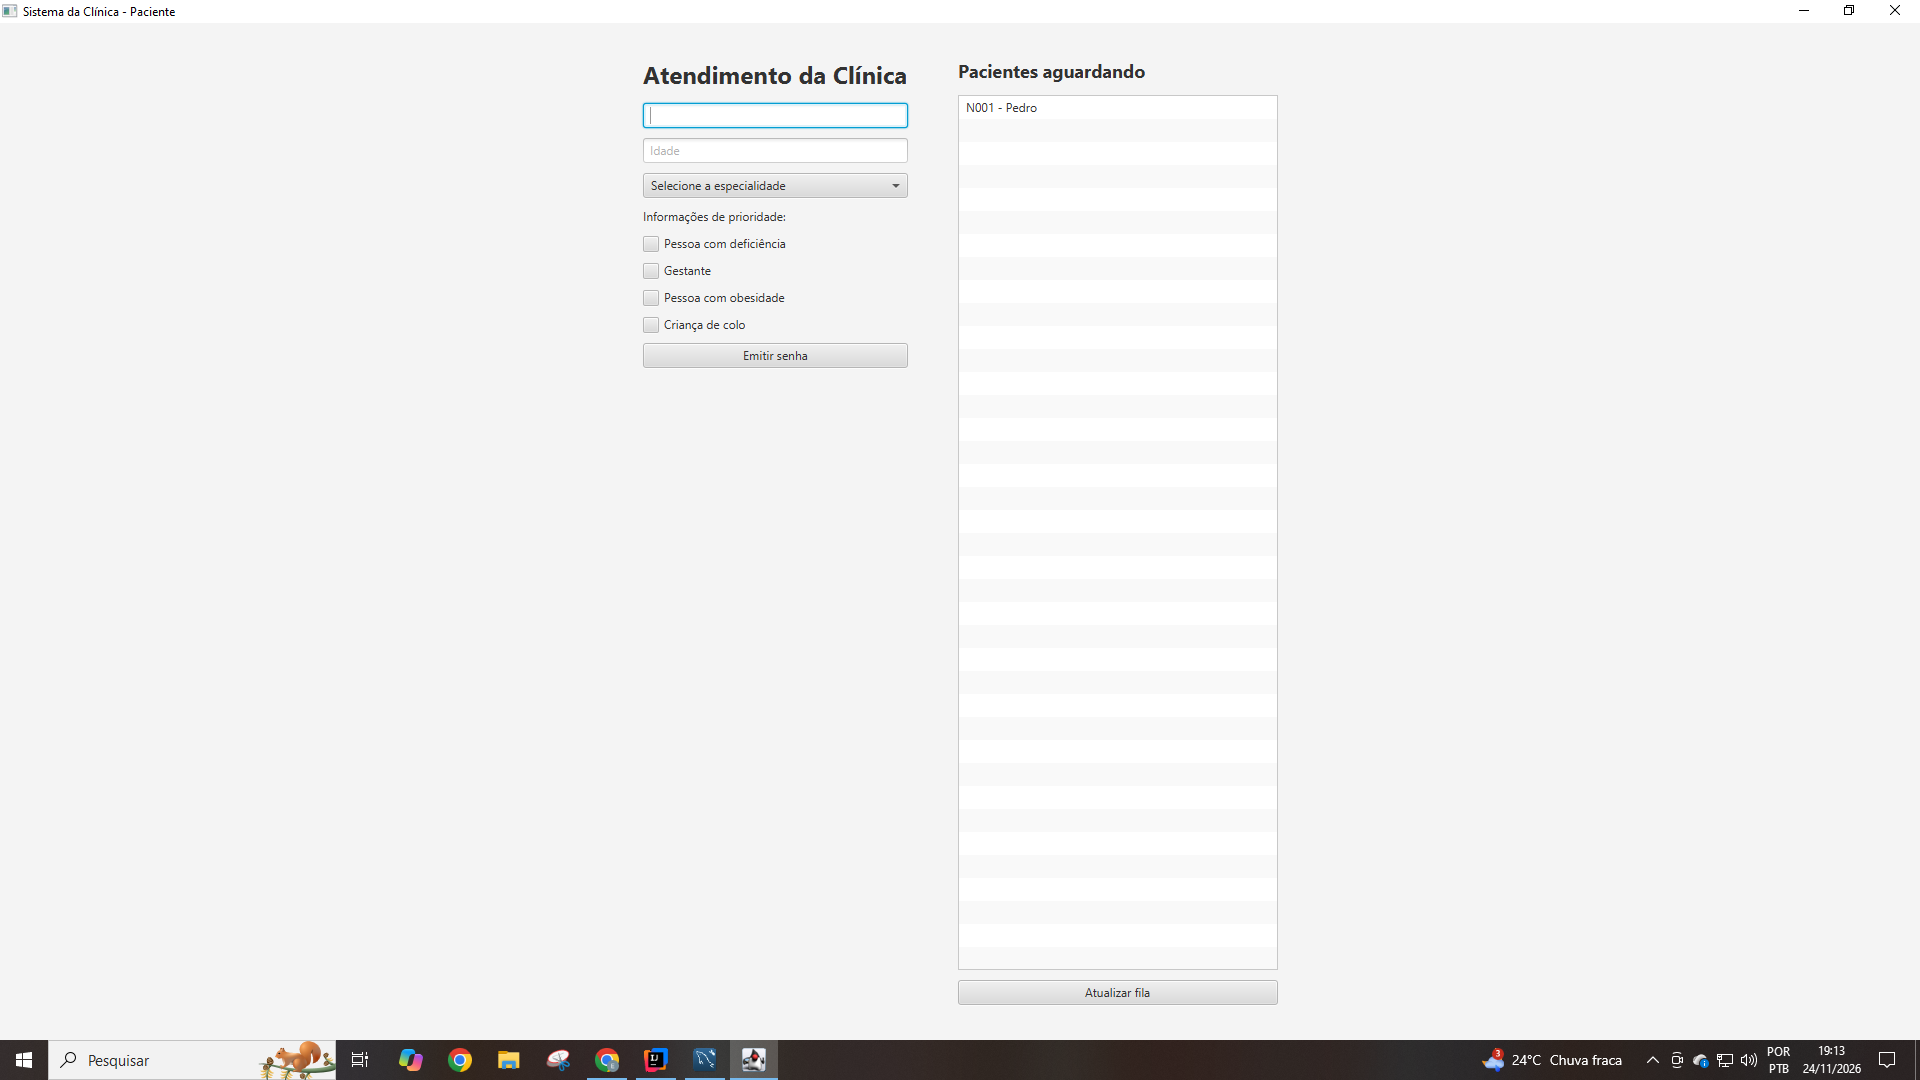 Sistema da Clínica - Paciente
Atendimento da Clínica
Idade
Selecione a especialidade
Informações de prioridade:
Pessoa com deficiência
Gestante
Pessoa com obesidade
Criança de colo
Emitir senha
Pacientes aguardando
N001 - Pedro
Atualizar fila
Pesquisar
3
24°C Chuva fraca
POR
PTB
19:13
24/11/2026